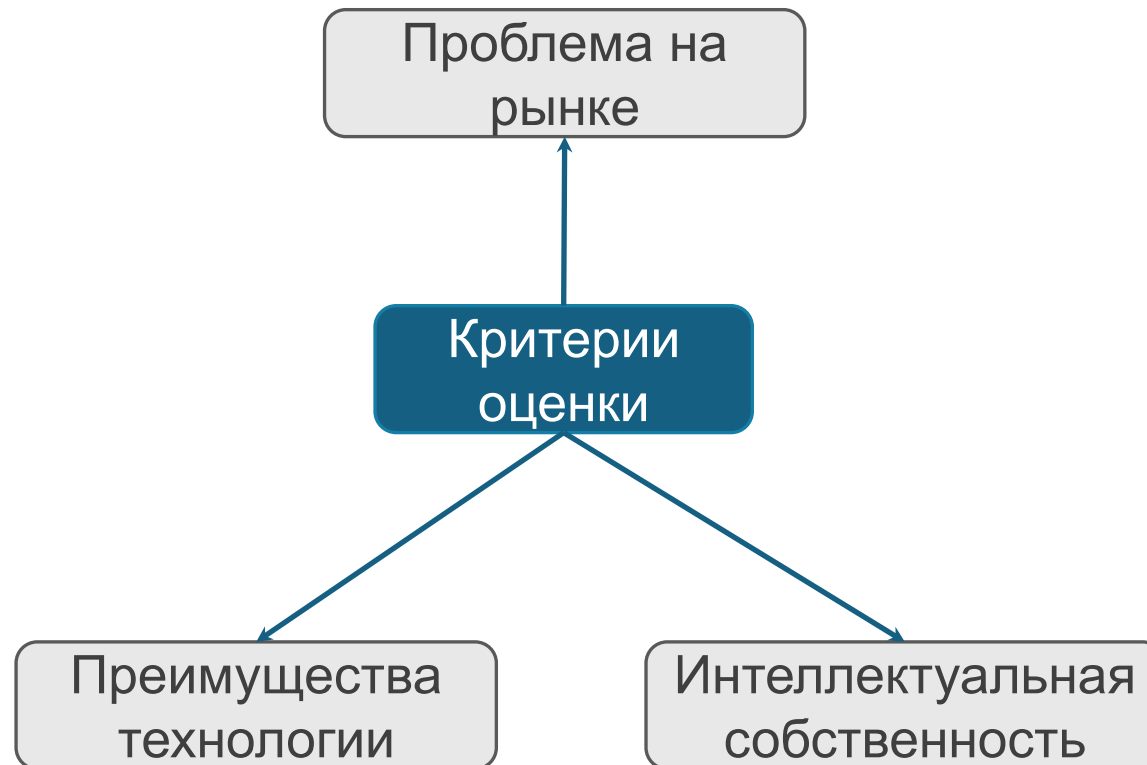 Проблема на
рынке
Критерии
оценки
Преимущества
технологии
Интеллектуальная
собственность